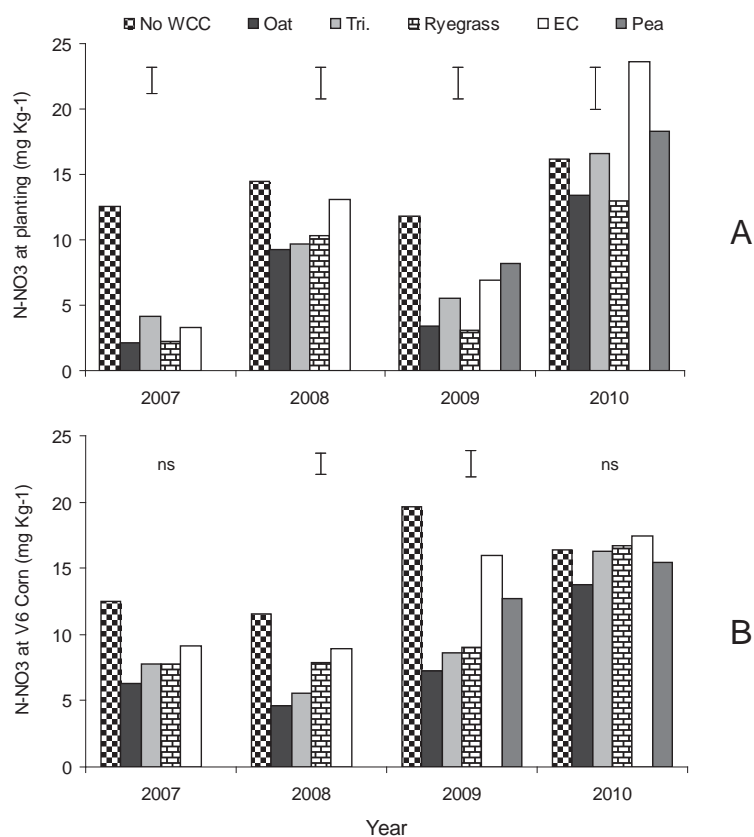 No WCC Oat Tri. Ryegrass EC Pea
25
20
15
10
5
0
N-NO3 at planting (mg Kg-1)
2007 2008 2009 2010
A
25
20
15
10
5
0
N-NO3 at V6 Corn (mg Kg-1)
ns ns
2007 2008 2009 2010
Year
B